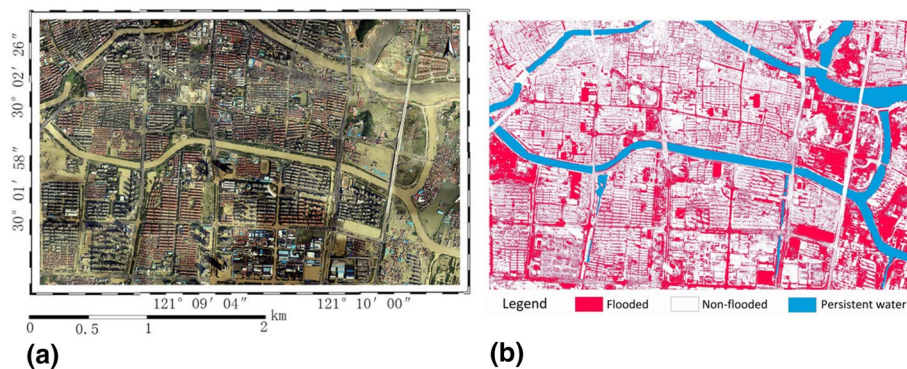 30° 02′ 26″
30° 01′ 58″
121° 09′ 04″ 121° 10′ 00″
km
0 0.5 1 2
(a)
Legend Flooded Non-flooded Persistent water
(b)